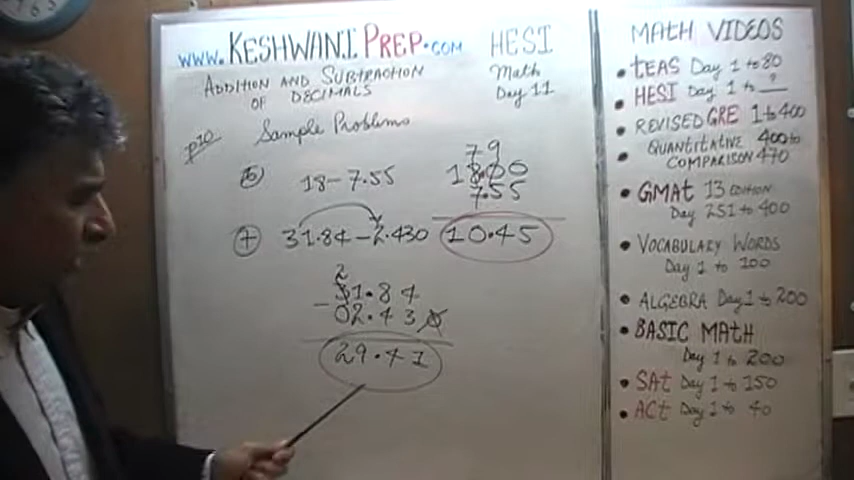 www.KESHWANI PREP.com HESI
ADDITION AND SUBTRACTION
OF DECIMALS
Math
Day 11
P10
Sample Problems
18-7.55
7 9
18.00
7.55
10.45
31.84-2.430
2
31.84
- 02.430
29.41
MATH VIDEOS
• TEAS Day 1 to 80
• HESI Day 1 to ?
• REVISED GRE 1 to 400
• QUANTITATIVE 400 to
COMPARISON 470
• GMAT 13 EDITION
Day 251 to 400
• VOCABULARY WORDS
Day 1 to 100
• ALGEBRA Day 1 to 200
• BASIC MATH
Day 1 to 200
• SAT Day 1 to 150
• ACT Day 1 to 40